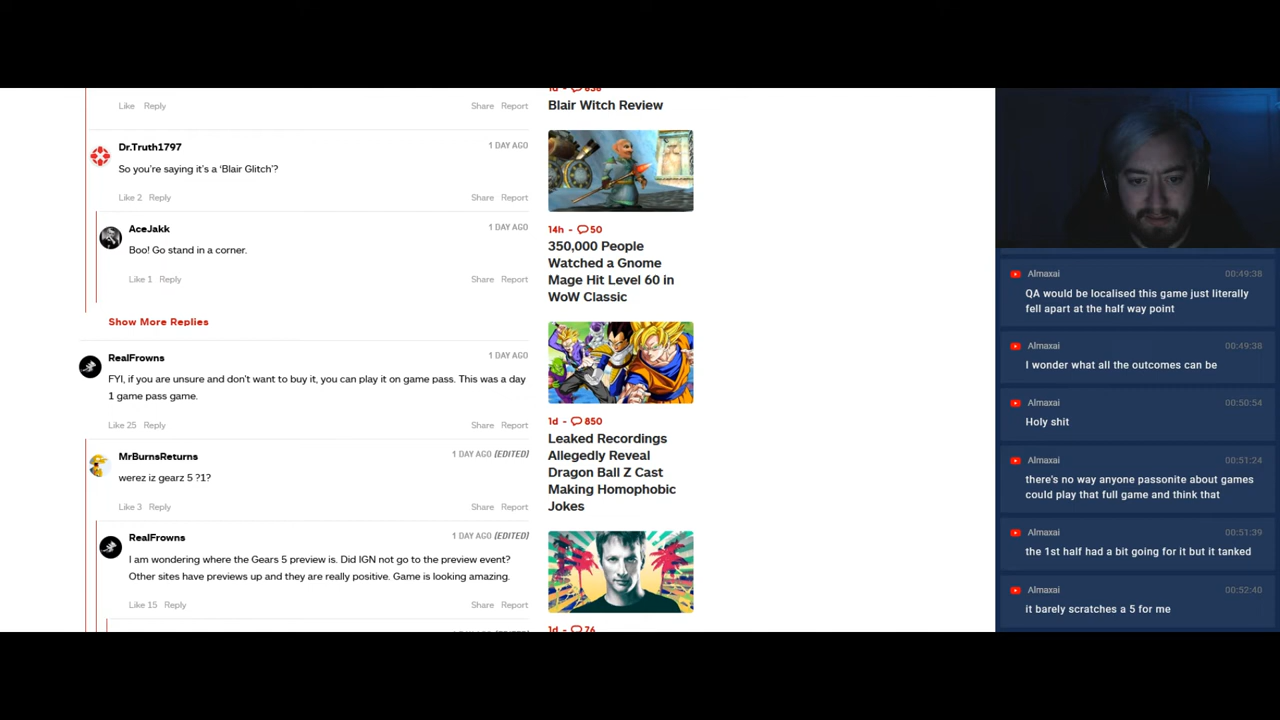 Like Reply Share Report
Dr.Truth1797 1 DAY AGO
So you're saying it's a 'Blair Glitch'?
Like 2 Reply Share Report
AceJakk 1 DAY AGO
Boo! Go stand in a corner.
Like 1 Reply Share Report
Show More Replies
RealFrowns 1 DAY AGO
FYI, if you are unsure and don't want to buy it, you can play it on game pass. This was a day
1 game pass game.
Like 25 Reply Share Report
MrBurnsReturns 1 DAY AGO (EDITED)
werez iz gearz 5 ?1?
Like 3 Reply Share Report
RealFrowns 1 DAY AGO (EDITED)
I am wondering where the Gears 5 preview is. Did IGN not go to the preview event?
Other sites have previews up and they are really positive. Game is looking amazing.
Like 15 Reply Share Report
Blair Witch Review
14h - 50
350,000 People
Watched a Gnome
Mage Hit Level 60 in
WoW Classic
1d - 850
Leaked Recordings
Allegedly Reveal
Dragon Ball Z Cast
Making Homophobic
Jokes
1d - 76
Almaxai 00:49:38
QA would be localised this game just literally
fell apart at the half way point
Almaxai 00:49:38
I wonder what all the outcomes can be
Almaxai 00:50:54
Holy shit
Almaxai 00:51:24
there's no way anyone passonite about games
could play that full game and think that
Almaxai 00:51:39
the 1st half had a bit going for it but it tanked
Almaxai 00:52:40
it barely scratches a 5 for me